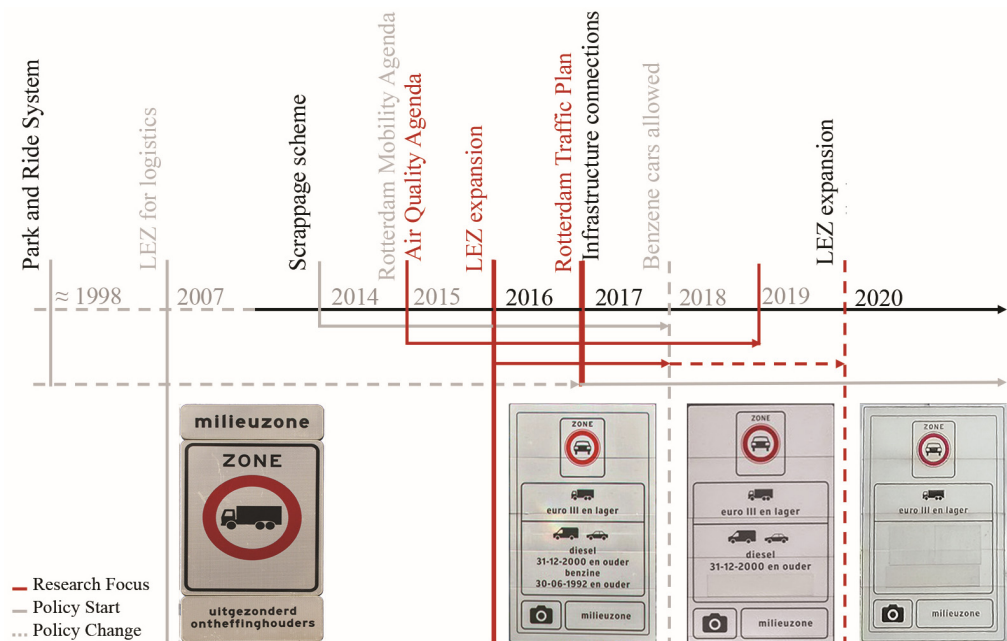 Park and Ride System
LEZ for logistics
Scrappage scheme
Rotterdam Mobility Agenda
Air Quality Agenda
LEZ expansion
Rotterdam Traffic Plan
Infrastructure connections
Benzene cars allowed
LEZ expansion
≈ 1998
2007
2014
2015
2016
2017
2018
2019
2020
milieuzone
ZONE
uitgezonderd
ontheffinghouders
ZONE
euro III en lager
diesel
31-12-2000 en ouder
benzine
30-06-1992 en ouder
milieuzone
ZONE
euro III en lager
diesel
31-12-2000 en ouder
milieuzone
ZONE
euro III en lager
milieuzone
Research Focus
Policy Start
Policy Change